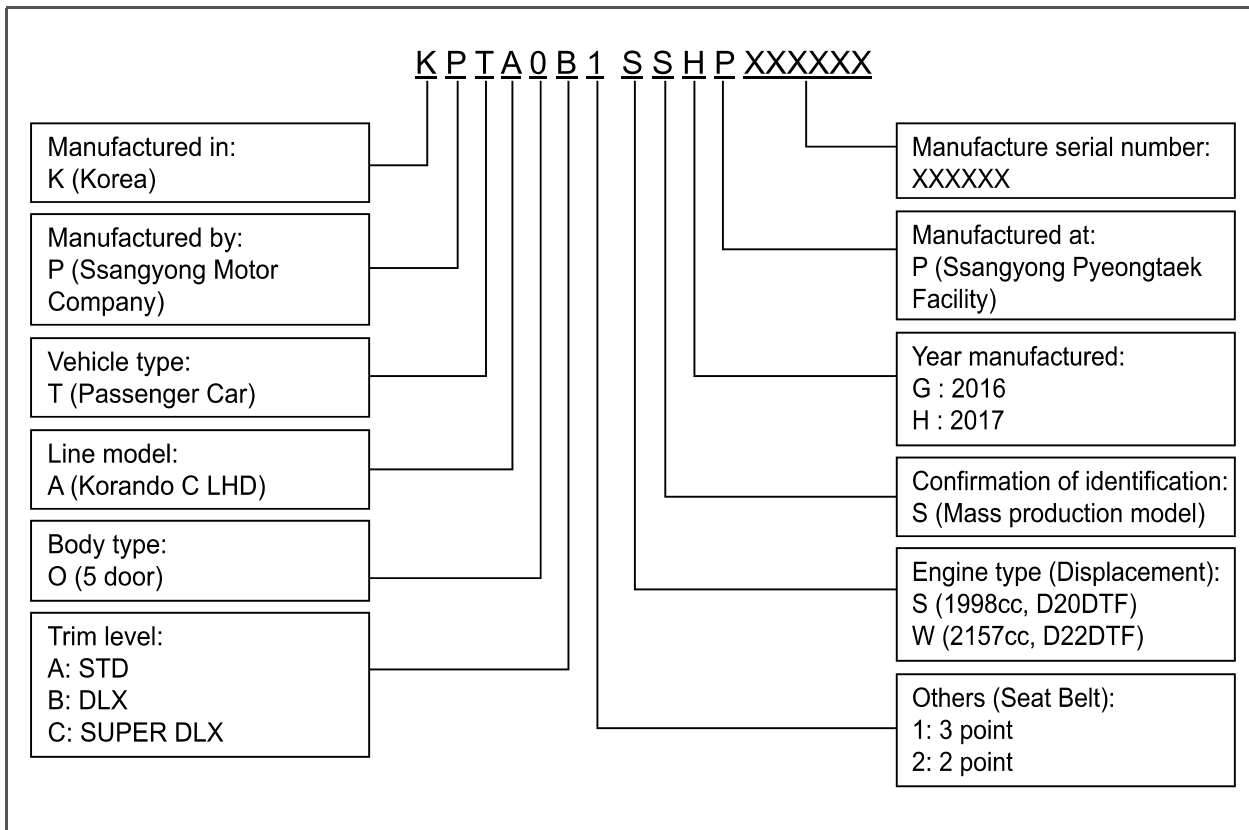 K P T A 0 B 1 S S H P XXXXXX
Manufactured in:
K (Korea)
Manufactured by:
P (Ssangyong Motor
Company)
Vehicle type:
T (Passenger Car)
Line model:
A (Korando C LHD)
Body type:
O (5 door)
Trim level:
A: STD
B: DLX
C: SUPER DLX
Manufacture serial number:
XXXXXX
Manufactured at:
P (Ssangyong Pyeongtaek
Facility)
Year manufactured:
G : 2016
H : 2017
Confirmation of identification:
S (Mass production model)
Engine type (Displacement):
S (1998cc, D20DTF)
W (2157cc, D22DTF)
Others (Seat Belt):
1: 3 point
2: 2 point